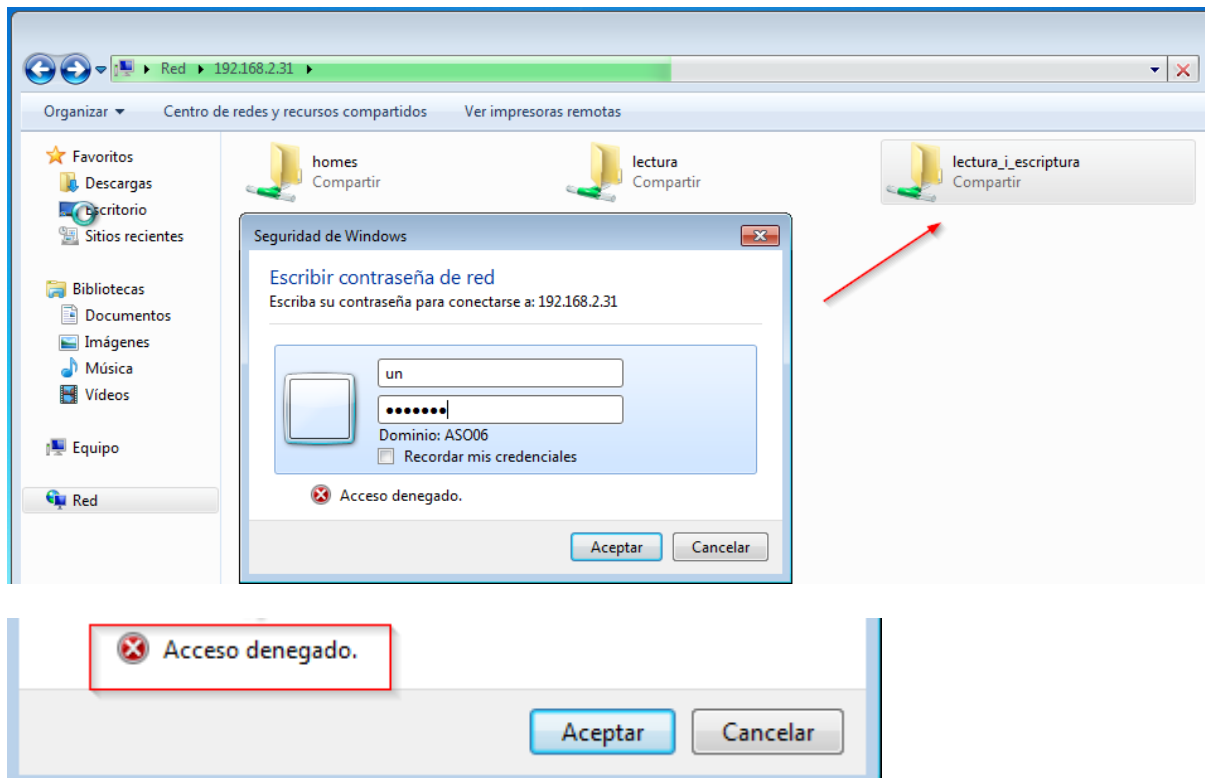 Red ▸ 192.168.2.31 ▸
Organizar Centro de redes y recursos compartidos Ver impresoras remotas
Favoritos
Descargas
Escritorio
Sitios recientes
Bibliotecas
Documentos
Imágenes
Música
Vídeos
Equipo
Red
homes
Compartir
lectura
Compartir
lectura_i_escriptura
Compartir
Seguridad de Windows
Escribir contraseña de red
Escriba su contraseña para conectarse a: 192.168.2.31
un
•••••••
Dominio: ASO06
Recordar mis credenciales
Acceso denegado.
Aceptar Cancelar
Acceso denegado.
Aceptar Cancelar